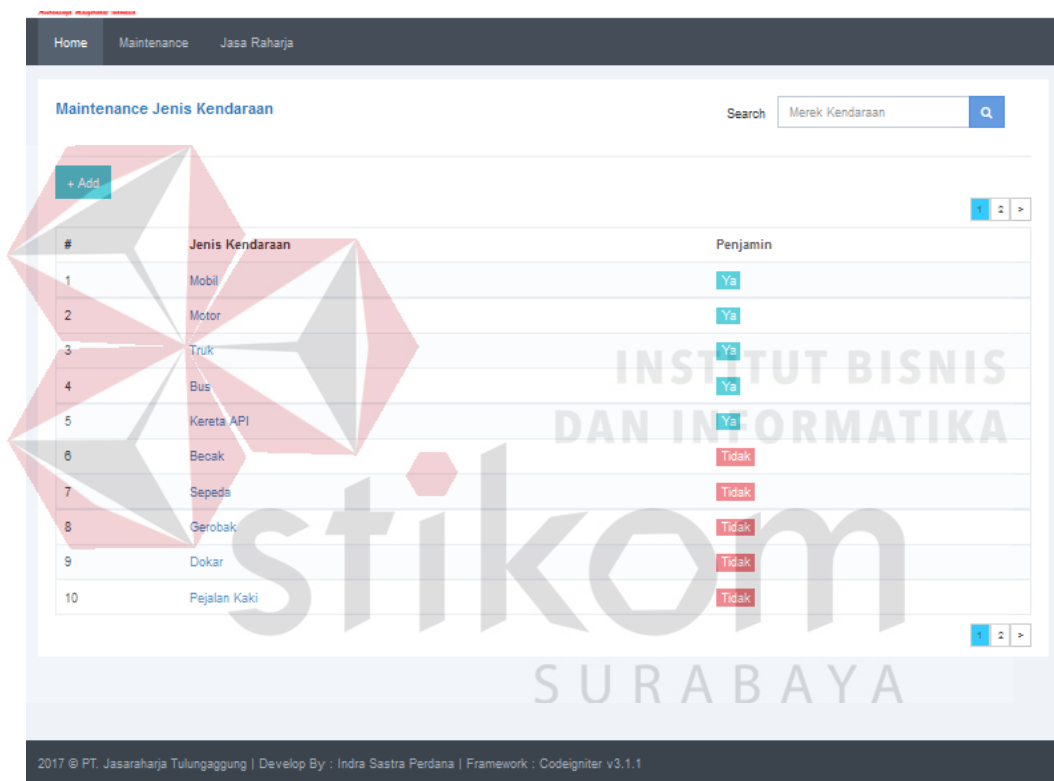 Home Maintenance Jasa Raharja
Maintenance Jenis Kendaraan
Search Merek Kendaraan
+ Add
1 2 >
# Jenis Kendaraan Penjamin
1 Mobil Ya
2 Motor Ya
3 Truk Ya
4 Bus Ya
5 Kereta API Ya
6 Becak Tidak
7 Sepeda Tidak
8 Gerobak Tidak
9 Dokar Tidak
10 Pejalan Kaki Tidak
1 2 >
INSTITUT BISNIS
DAN INFORMATIKA
stikom
SURABAYA
2017 © PT. Jasaraharja Tulungaggung | Develop By : Indra Sastra Perdana | Framework : Codeigniter v3.1.1